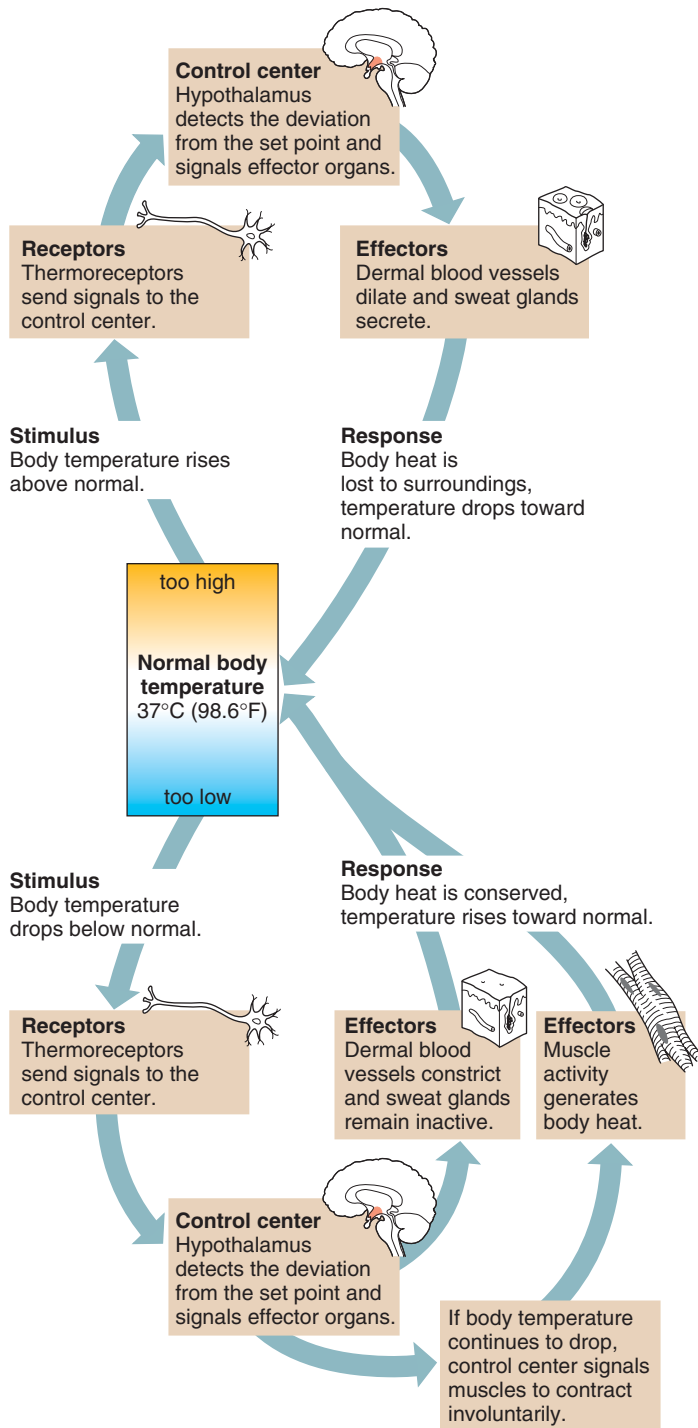 Control center
Hypothalamus
detects the deviation
from the set point and
signals effector organs.
Receptors
Thermoreceptors
send signals to the
control center.
Effectors
Dermal blood vessels
dilate and sweat glands
secrete.
Stimulus
Body temperature rises
above normal.
Response
Body heat is
lost to surroundings,
temperature drops toward
normal.
too high
Normal body
temperature
37°C (98.6°F)
too low
Stimulus
Body temperature
drops below normal.
Response
Body heat is conserved,
temperature rises toward normal.
Receptors
Thermoreceptors
send signals to the
control center.
Effectors
Dermal blood
vessels constrict
and sweat glands
remain inactive.
Effectors
Muscle
activity
generates
body heat.
Control center
Hypothalamus
detects the deviation
from the set point and
signals effector organs.
If body temperature
continues to drop,
control center signals
muscles to contract
involuntarily.